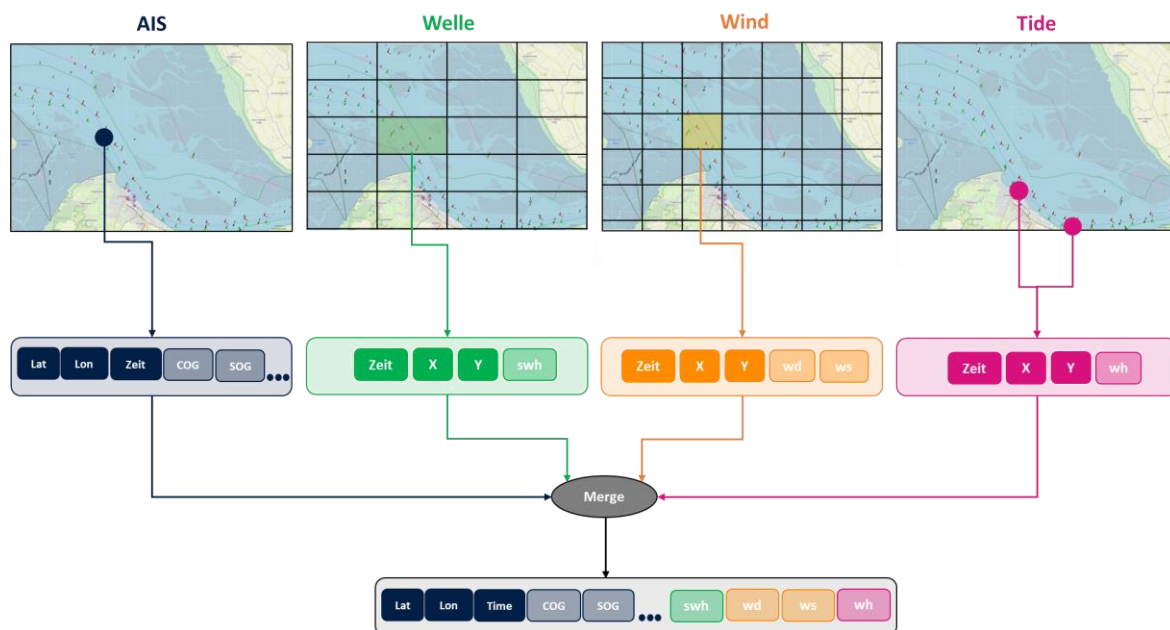 AIS Welle Wind Tide
Lat Lon Zeit COG SOG ●●●
Zeit X Y swh
Zeit X Y wd ws
Zeit X Y wh
Merge
Lat Lon Time COG SOG ●●● swh wd ws wh